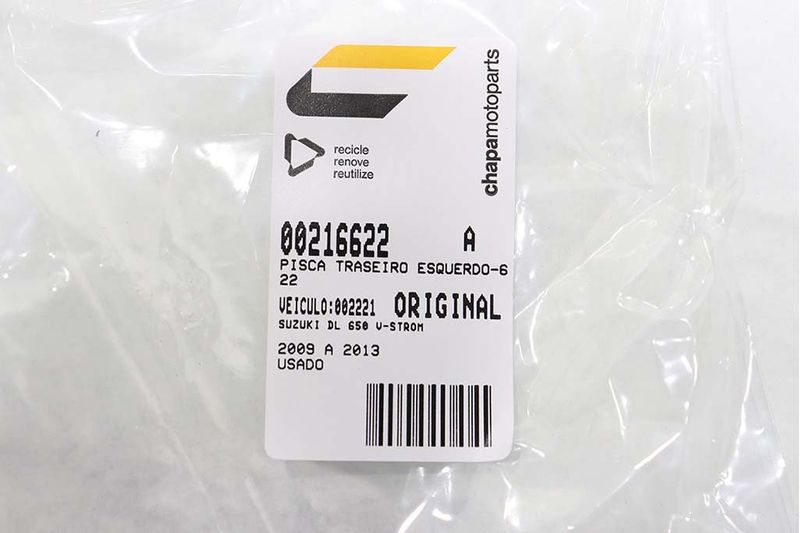 chapamotoparts
recicle
renove
reutilize
00216622 A
PISCA TRASEIRO ESQUERDO-6
22
VEICULO:002221 ORIGINAL
SUZUKI DL 650 V-STROM
2009 A 2013
USADO